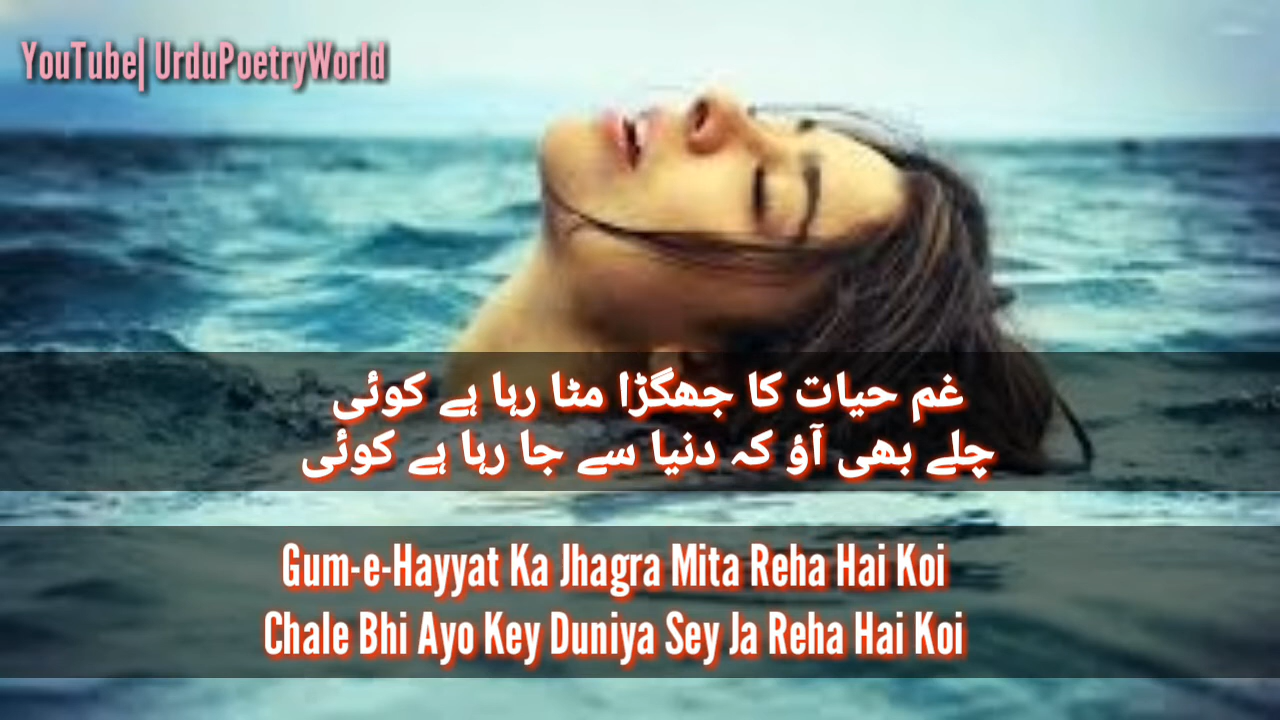 YouTube| UrduPoetryWorld
غم حیات کا جھگڑا مٹا رہا ہے کوئی
چلے بھی آؤ کہ دنیا سے جا رہا ہے کوئی
Gum-e-Hayyat Ka Jhagra Mita Reha Hai Koi
Chale Bhi Ayo Key Duniya Sey Ja Reha Hai Koi